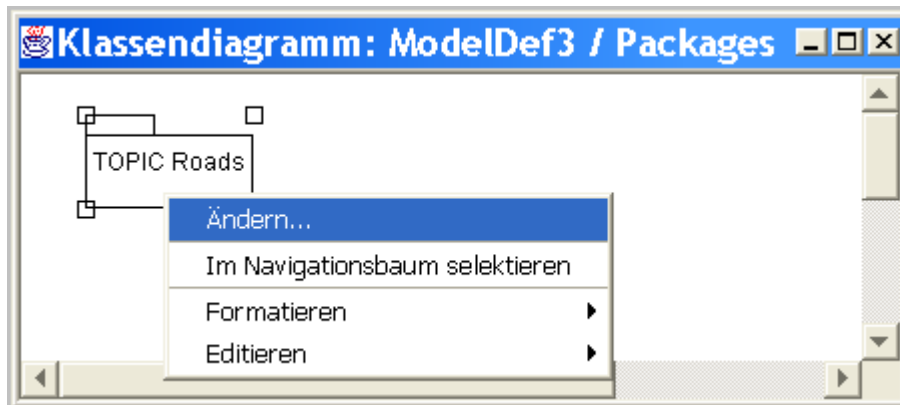 Klassendiagramm: ModelDef3 / Packages
TOPIC Roads
Ändern...
Im Navigationsbaum selektieren
Formatieren
Editieren